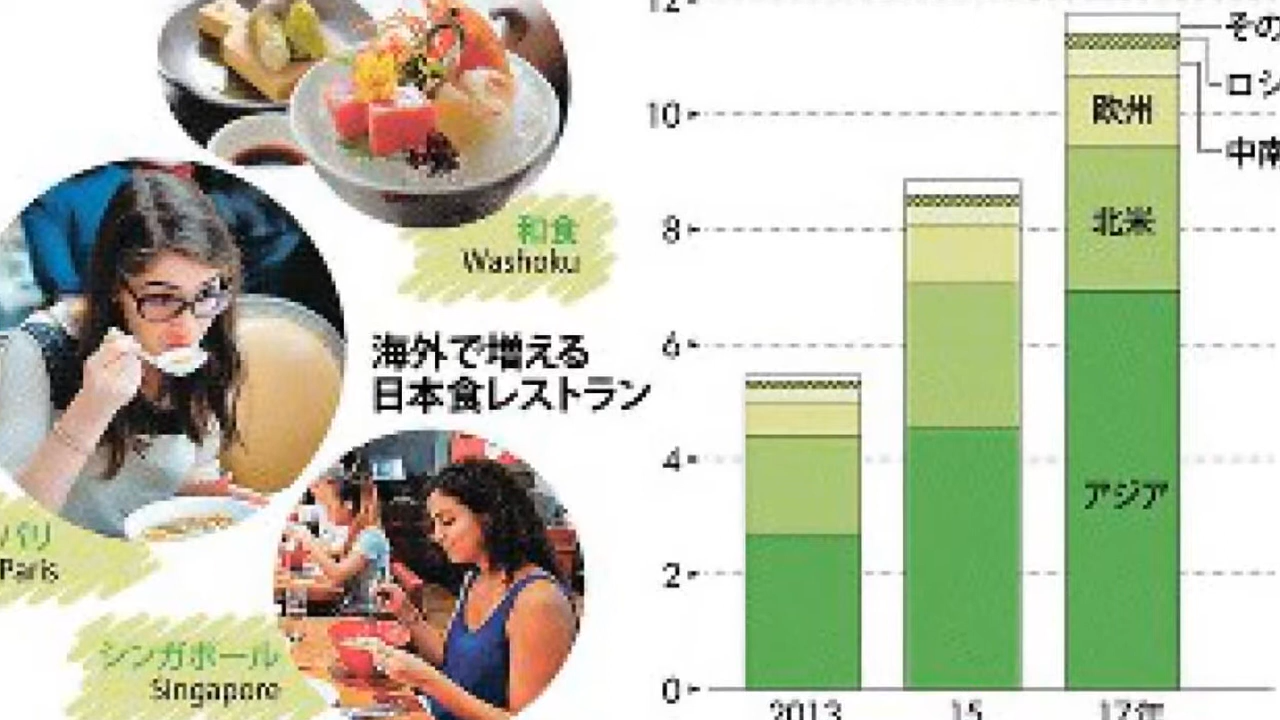 和食
Washoku
海外で増える
日本食レストラン
パリ
Paris
シンガポール
Singapore
12
10
8
6
4
2
0
その
ロシ
中南
欧州
北米
アジア
2013
15
17年